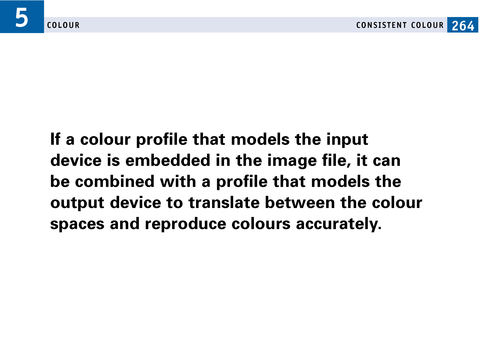 5
COLOUR
CONSISTENT COLOUR 264
If a colour profile that models the input
device is embedded in the image file, it can
be combined with a profile that models the
output device to translate between the colour
spaces and reproduce colours accurately.